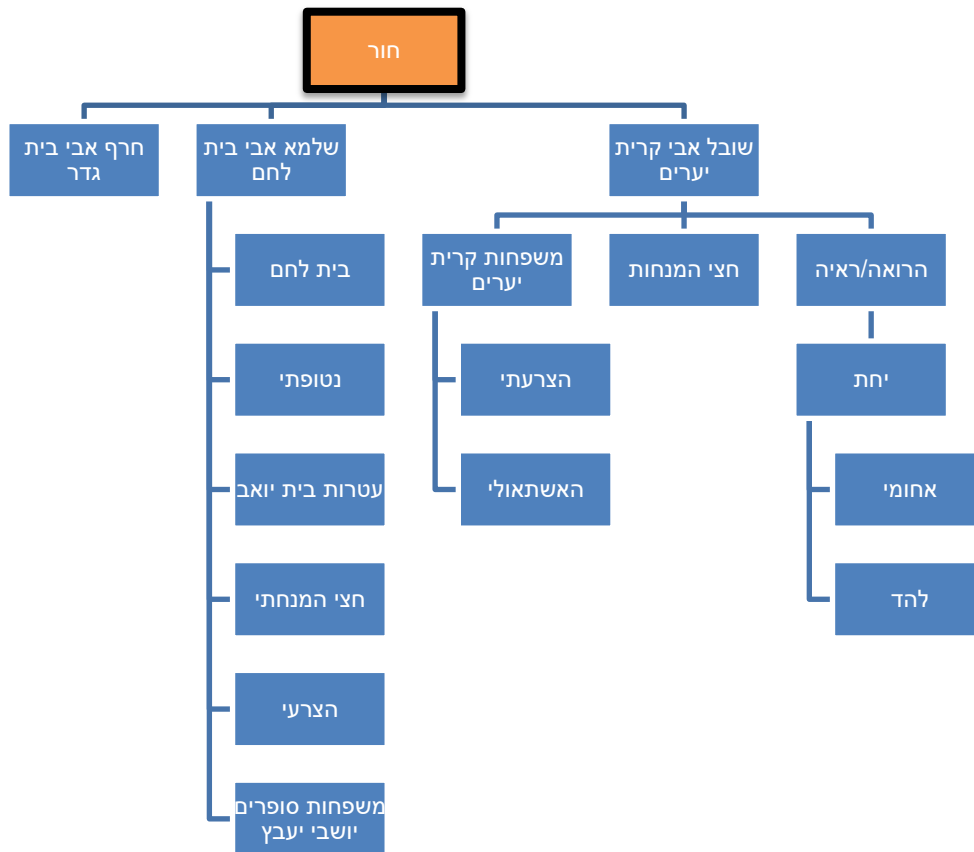 חור
שובל אבי קרית
יערים
שלמא אבי בית
לחם
חרף אבי בית
גדר
הרואה/ראיה
חצי המנחות
משפחות קרית
יערים
בית לחם
יחת
הצרעתי
נטופתי
אחומי
האשתאולי
עטרות בית יואב
להד
חצי המנחתי
הצרעי
משפחות סופרים
יושבי יעבץ